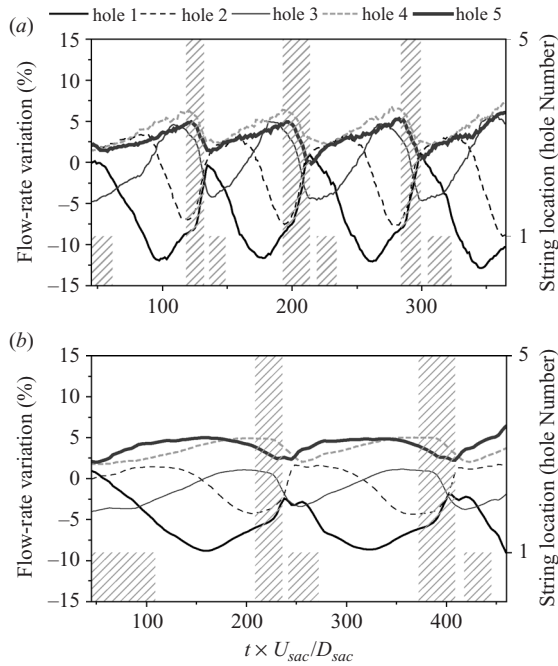 hole 1 hole 2 hole 3 hole 4 hole 5
(a)
15
10
5
0
−5
−10
−15
Flow-rate variation (%)
5
1
String location (hole Number)
100 200 300
(b)
15
10
5
0
−5
−10
−15
Flow-rate variation (%)
5
1
String location (hole Number)
100 200 300 400
t × U_sac/D_sac